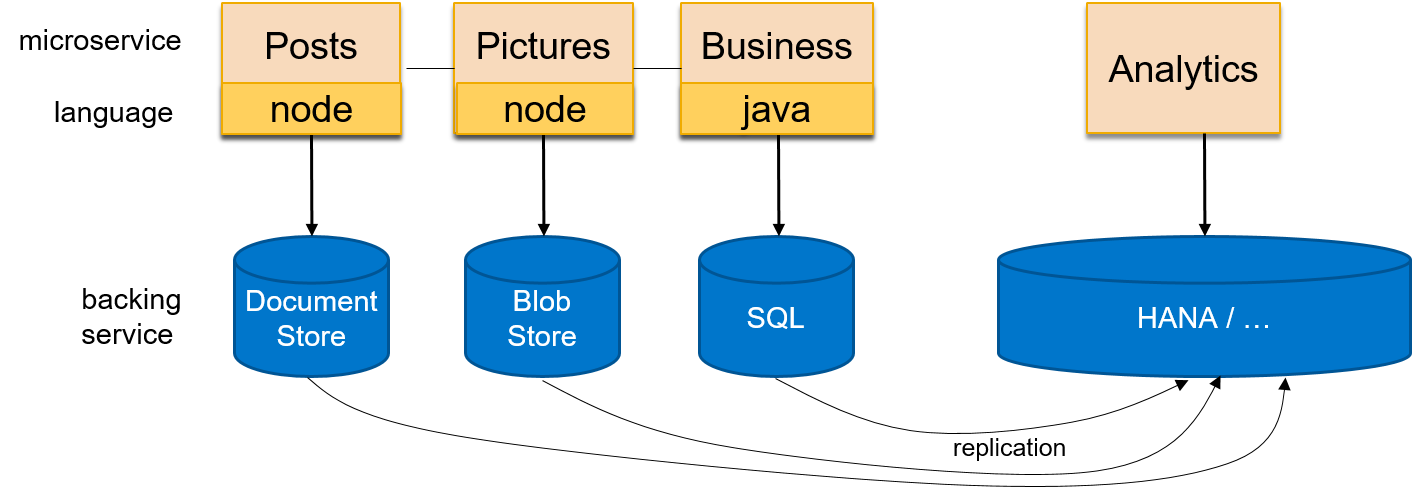 microservice
Posts
Pictures
Business
Analytics
language
node
node
java
backing
service
Document
Store
Blob
Store
SQL
HANA / …
replication